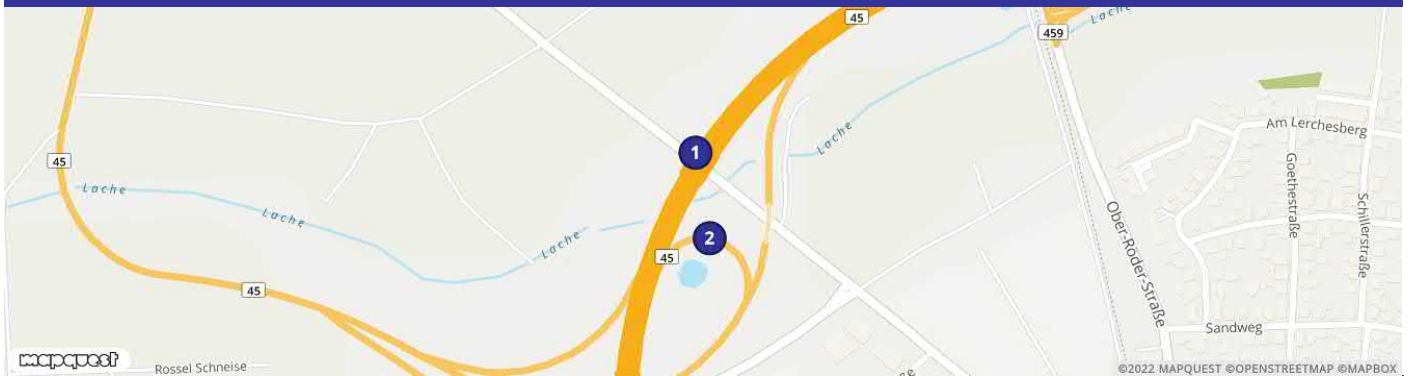 45
459
Lache
Am Lerchesberg
1
Lache
45
Goethestraße
Schillerstraße
Lache
Lache
Lache
Ober-Röder-Straße
2
45
45
Sandweg
mapquest
Rossel Schneise
©2022 MAPQUEST ©OPENSTREETMAP ©MAPBOX